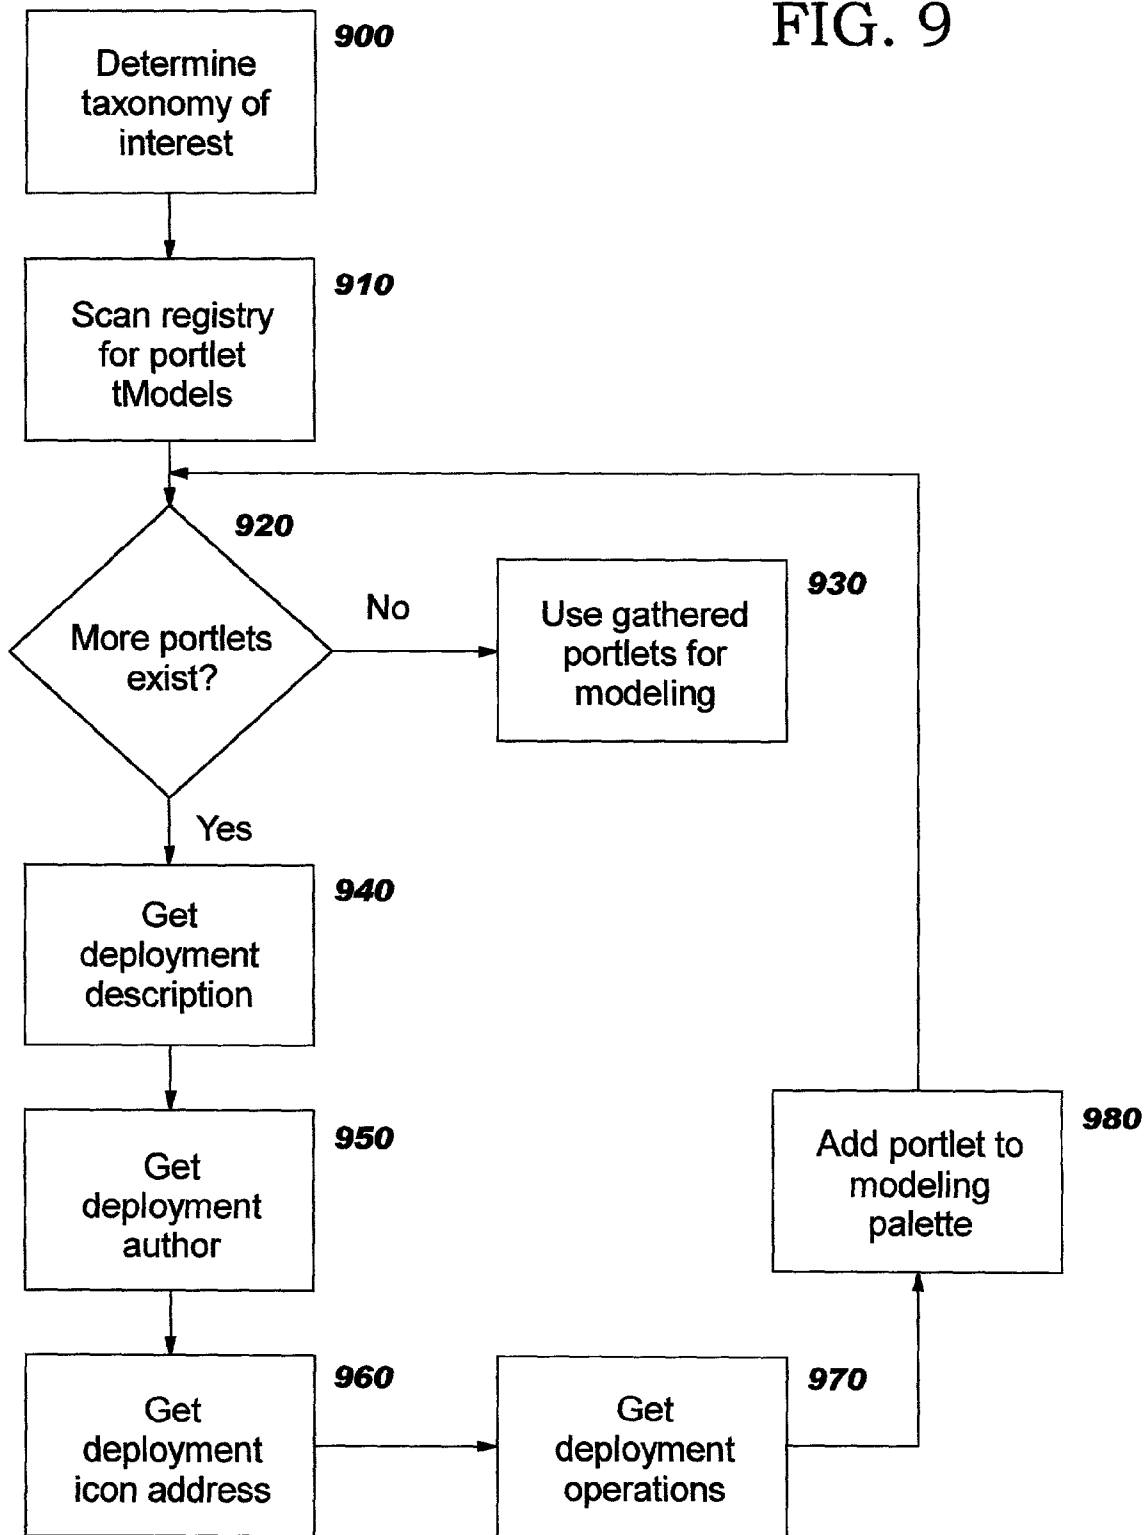 FIG. 9
900
Determine
taxonomy of
interest
910
Scan registry
for portlet
tModels
920
More portlets
exist?
No
930
Use gathered
portlets for
modeling
Yes
940
Get
deployment
description
950
Get
deployment
author
980
Add portlet to
modeling
palette
960
Get
deployment
icon address
970
Get
deployment
operations